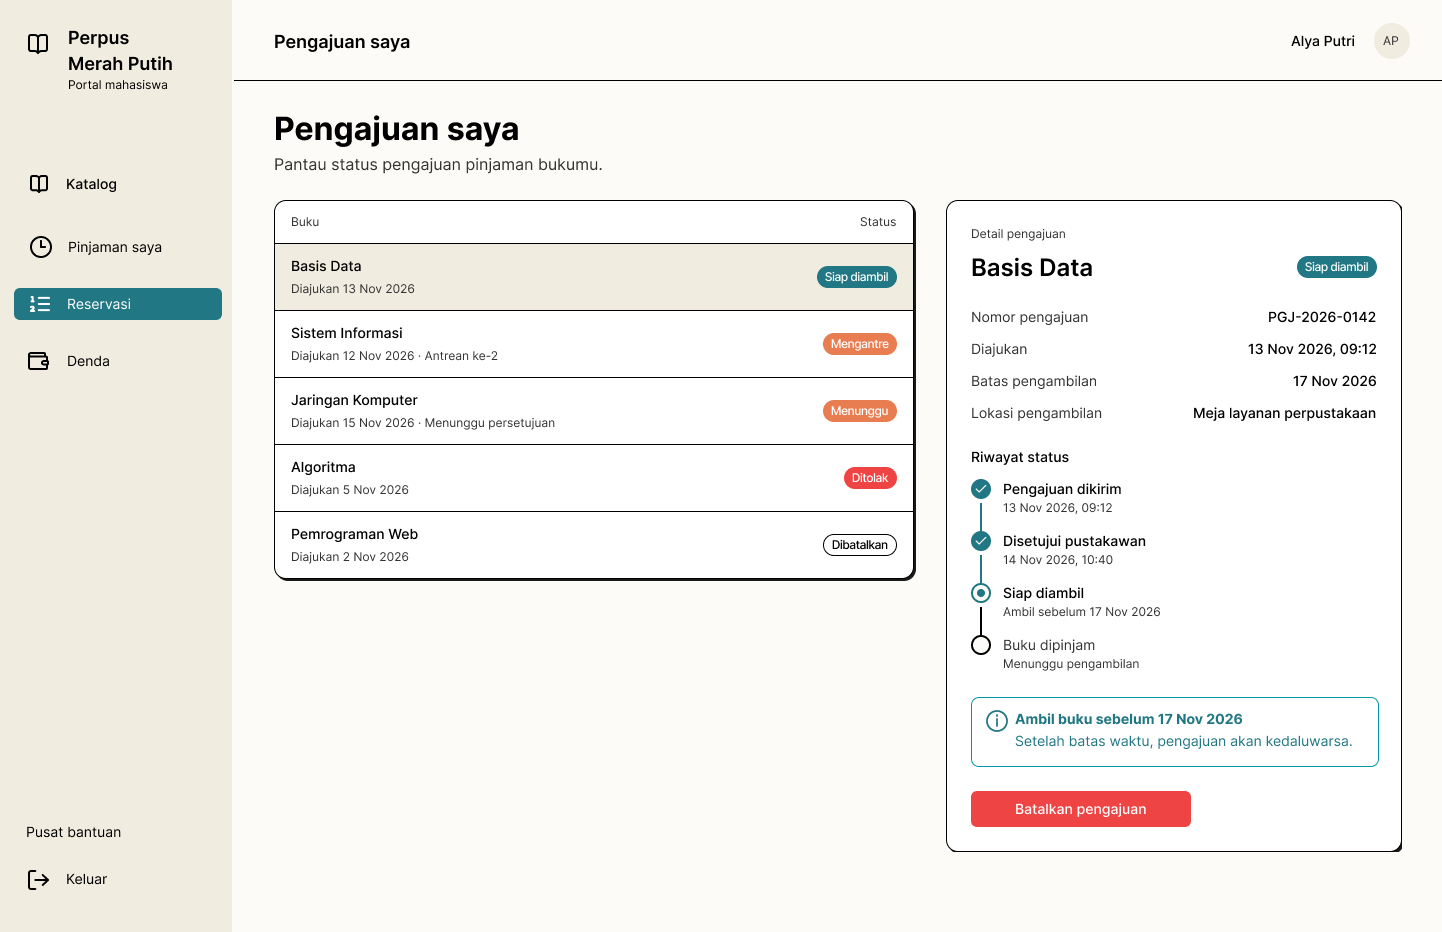 Perpus
Merah Putih
Portal mahasiswa
Katalog
Pinjaman saya
Reservasi
Denda
Pusat bantuan
Keluar
Pengajuan saya
Alya Putri
AP
Pengajuan saya
Pantau status pengajuan pinjaman bukumu.
Buku
Status
Basis Data
Diajukan 13 Nov 2026
Siap diambil
Sistem Informasi
Diajukan 12 Nov 2026 · Antrean ke-2
Mengantre
Jaringan Komputer
Diajukan 15 Nov 2026 · Menunggu persetujuan
Menunggu
Algoritma
Diajukan 5 Nov 2026
Ditolak
Pemrograman Web
Diajukan 2 Nov 2026
Dibatalkan
Detail pengajuan
Basis Data
Siap diambil
Nomor pengajuan PGJ-2026-0142
Diajukan 13 Nov 2026, 09:12
Batas pengambilan 17 Nov 2026
Lokasi pengambilan Meja layanan perpustakaan
Riwayat status
Pengajuan dikirim
13 Nov 2026, 09:12
Disetujui pustakawan
14 Nov 2026, 10:40
Siap diambil
Ambil sebelum 17 Nov 2026
Buku dipinjam
Menunggu pengambilan
Ambil buku sebelum 17 Nov 2026
Setelah batas waktu, pengajuan akan kedaluwarsa.
Batalkan pengajuan